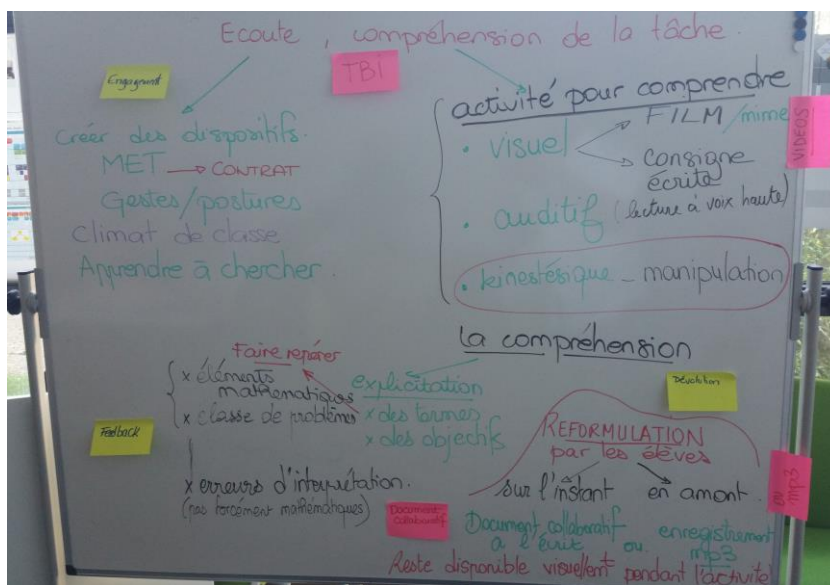 Ecoute, compréhension de la tâche.
TBI
Engagement
Créer des dispositifs.
MET → CONTRAT
Gestes/postures
Climat de classe
Apprendre à chercher.
activité pour comprendre
• visuel
FILM/mime
consigne
écrite
• auditif (lecture à voix haute)
• kinestésique - manipulation
VIDEOS
la compréhension
Faire repérer
x éléments
mathématiques
x classe de problèmes
explicitation
x des termes
x des objectifs
Feedback
x erreurs d'interprétation.
(pas forcément mathématiques)
Dévolution
REFORMULATION
par les élèves
sur l'instant
en amont.
Document
collaboratif
Document collaboratif
à l'écrit
ou
enregistrement
mp3
mp3
Reste disponible visuellent pendant l'activité